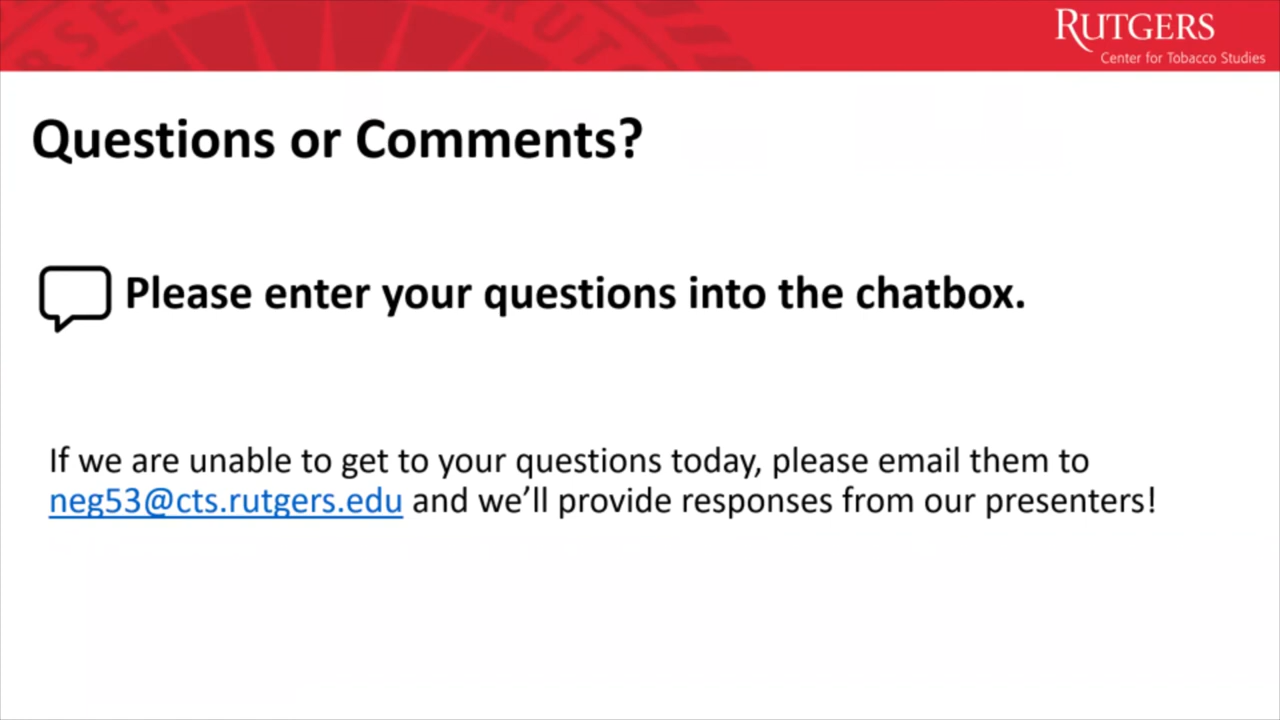 RUTGERS
Center for Tobacco Studies
Questions or Comments?
Please enter your questions into the chatbox.
If we are unable to get to your questions today, please email them to
neg53@cts.rutgers.edu and we’ll provide responses from our presenters!